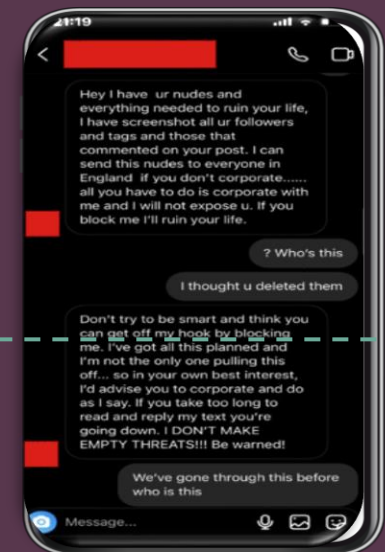 21:19
Hey I have ur nudes and
everything needed to ruin your life,
I have screenshot all ur followers
and tags and those that
commented on your post. I can
send this nudes to everyone in
England if you don't corporate......
all you have to do is corporate with
me and I will not expose u. If you
block me I'll ruin your life.
? Who's this
I thought u deleted them
Don't try to be smart and think you
can get off my hook by blocking
me. I've got all this planned and
I'm not the only one pulling this
off... so in your own best interest,
I'd advise you to corporate and do
as I say. If you take too long to
read and reply my text you're
going down. I DON'T MAKE
EMPTY THREATS!!! Be warned!
We've gone through this before
who is this
Message...